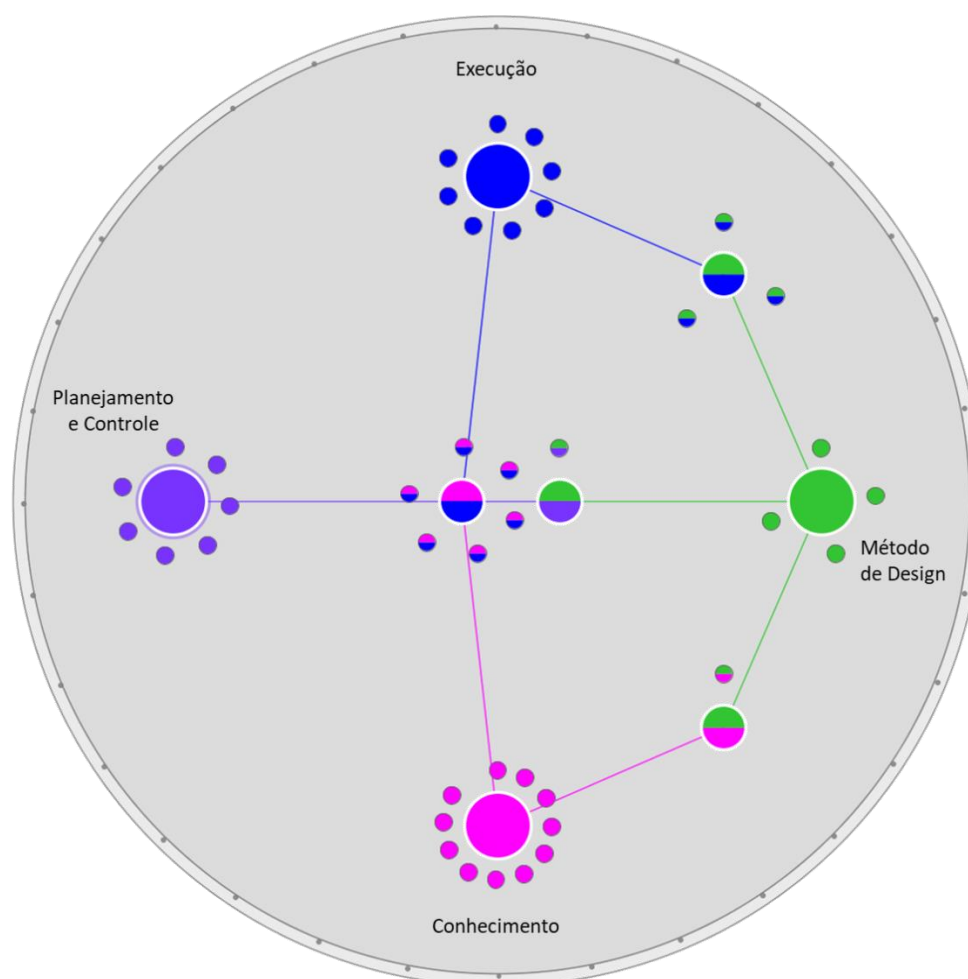 Execução
Planejamento
e Controle
Método
de Design
Conhecimento